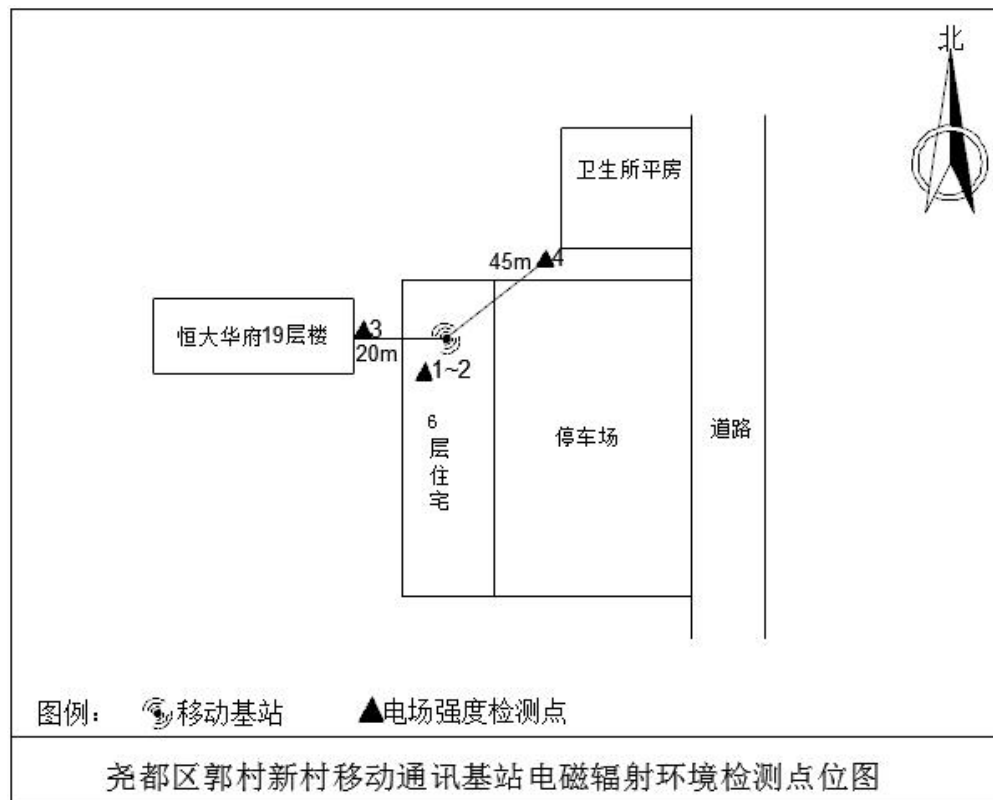 北
卫生所平房
45m
4
恒大华府19层楼
3
20m
1~2
6
层
住
宅
停车场
道路
图例：
移动基站
电场强度检测点
尧都区郭村新村移动通讯基站电磁辐射环境检测点位图